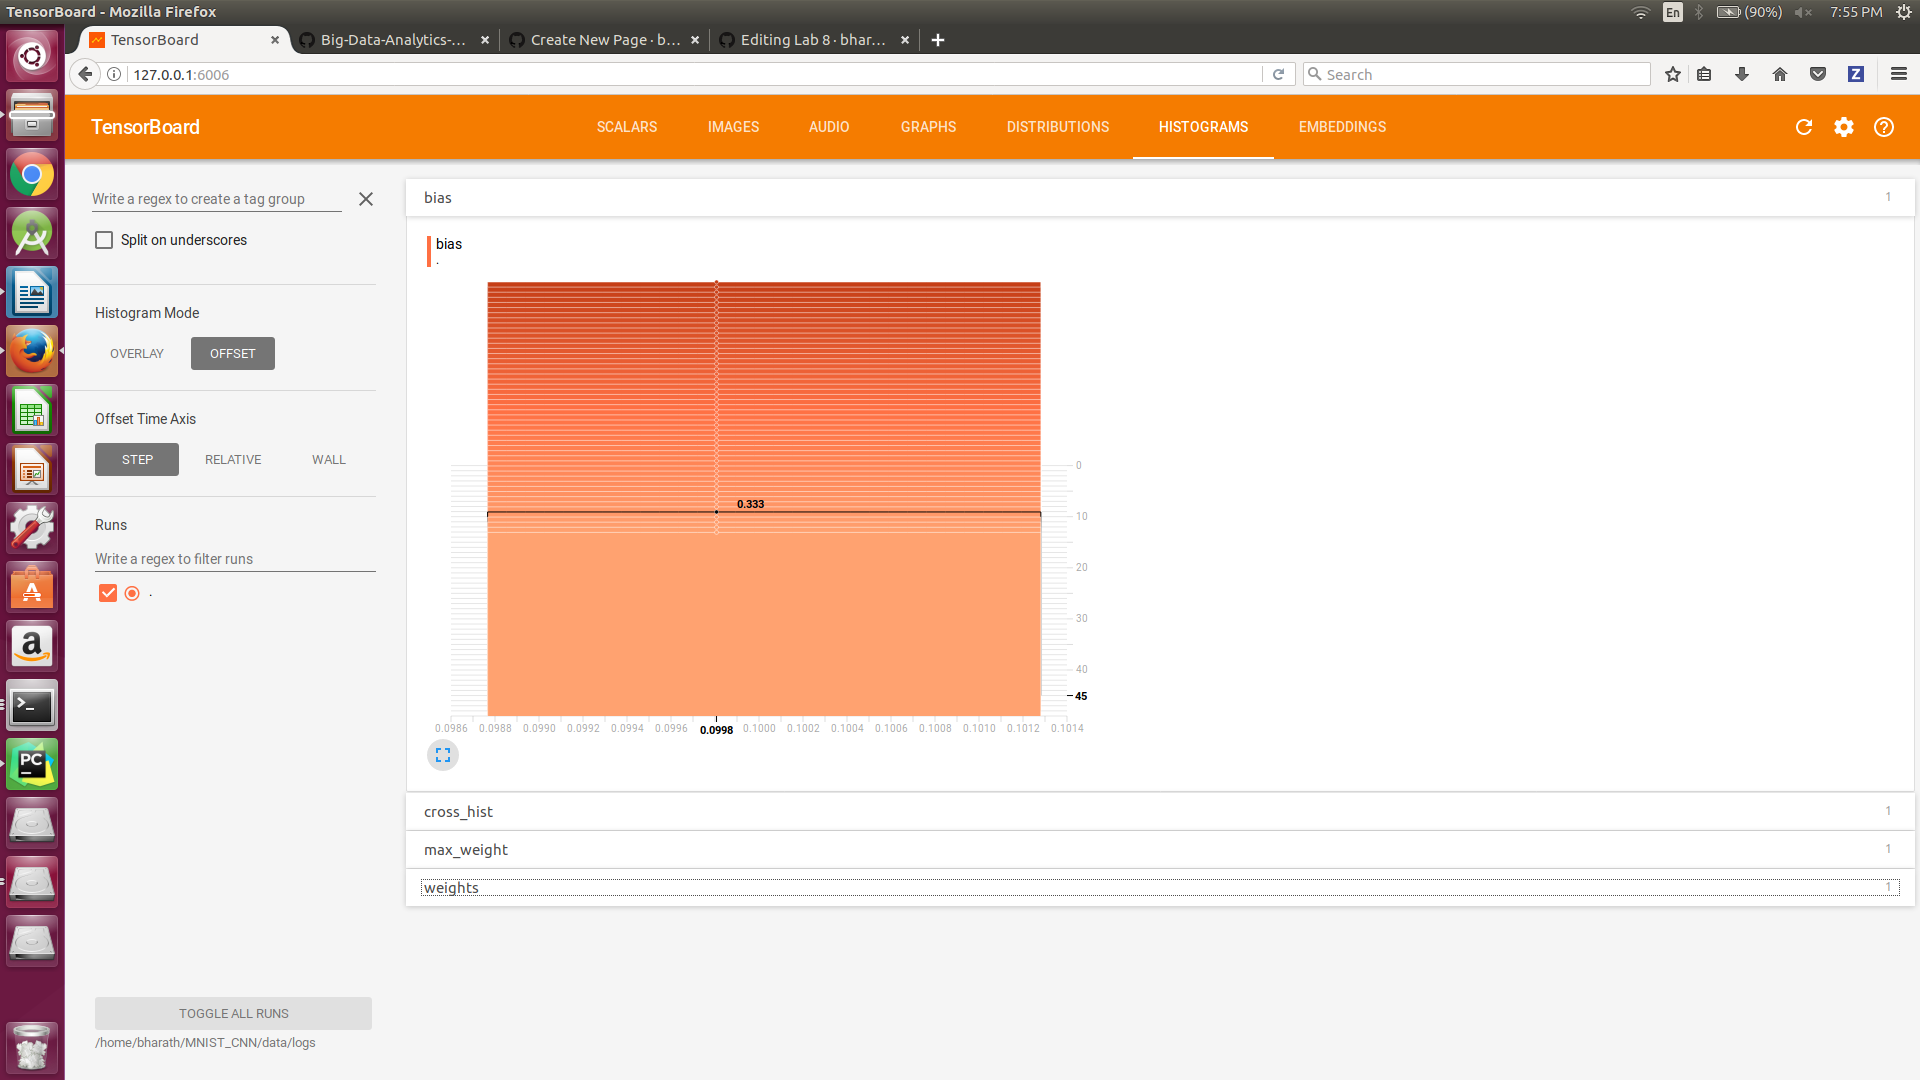 TensorBoard - Mozilla Firefox
En
(90%)
7:55 PM
TensorBoard
Big-Data-Analytics-...
Create New Page · b...
Editing Lab 8 · bhar...
127.0.0.1:6006
Search
Z
TensorBoard
SCALARS
IMAGES
AUDIO
GRAPHS
DISTRIBUTIONS
HISTOGRAMS
EMBEDDINGS
Write a regex to create a tag group
Split on underscores
Histogram Mode
OVERLAY
OFFSET
Offset Time Axis
STEP
RELATIVE
WALL
Runs
Write a regex to filter runs
.
TOGGLE ALL RUNS
/home/bharath/MNIST_CNN/data/logs
bias
1
bias
.
0.333
0
10
20
30
40
45
0.0986
0.0988
0.0990
0.0992
0.0994
0.0996
0.0998
0.1000
0.1002
0.1004
0.1006
0.1008
0.1010
0.1012
0.1014
cross_hist
1
max_weight
1
weights
1
PC